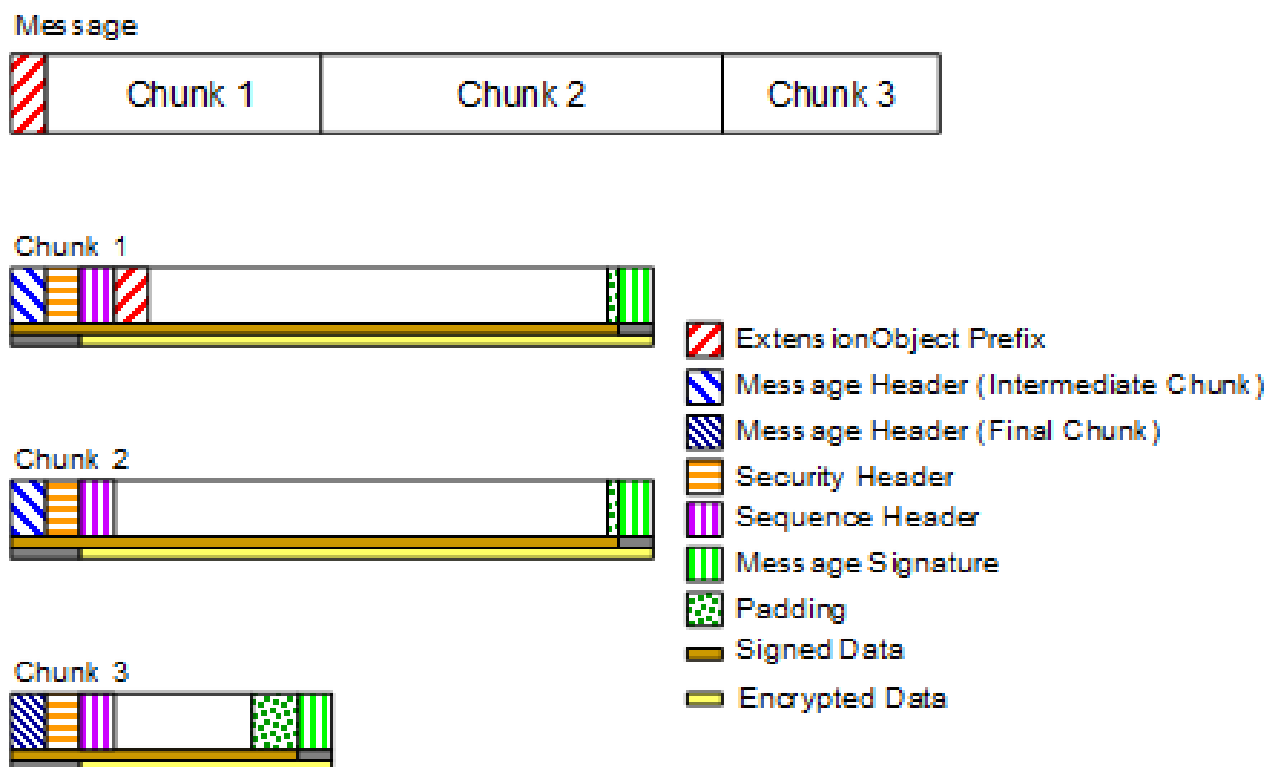 Message
Chunk 1
Chunk 2
Chunk 3
Chunk 1
ExtensionObject Prefix
Message Header (Intermediate Chunk)
Message Header (Final Chunk)
Chunk 2
Security Header
Sequence Header
Message Signature
Padding
Signed Data
Chunk 3
Encrypted Data